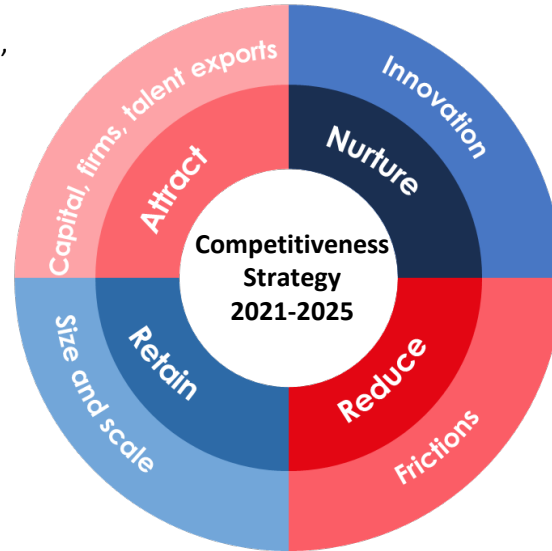 ,
Capital, firms, talent exports
Attract
Innovation
Nurture
Competitiveness
Strategy
2021-2025
Size and scale
Retain
Reduce
Frictions